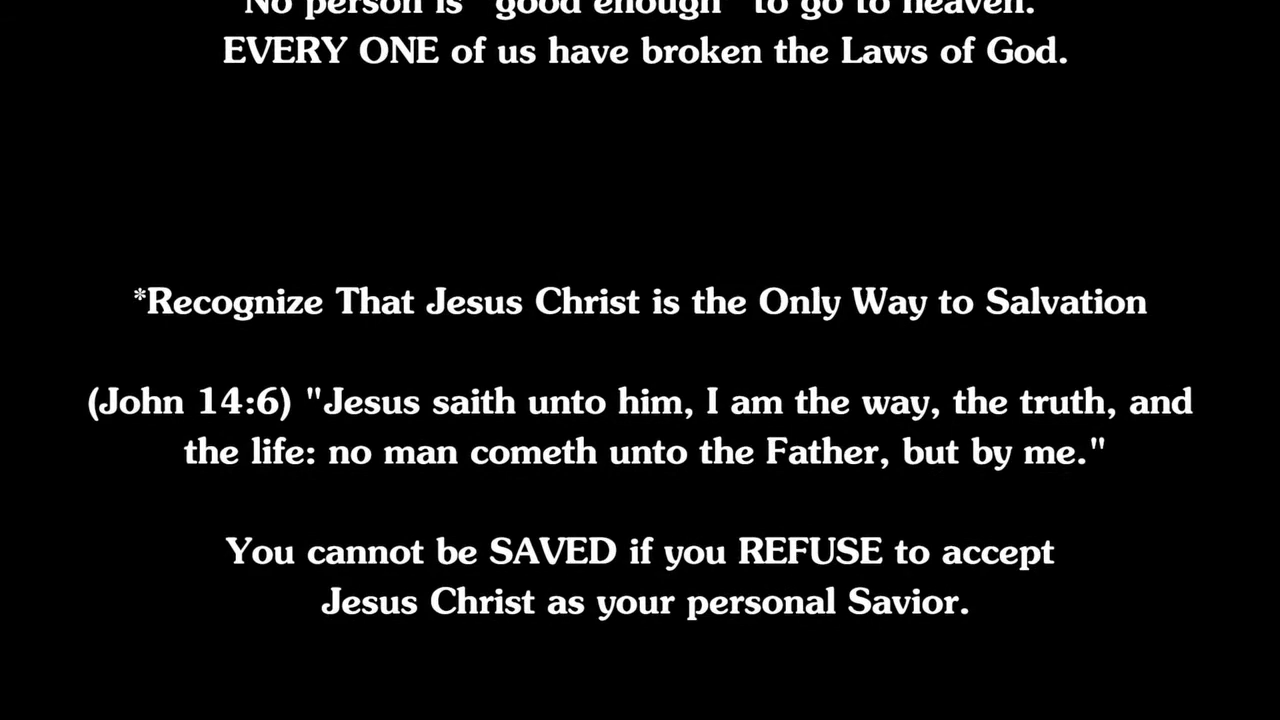 No person is "good enough" to go to heaven.
EVERY ONE of us have broken the Laws of God.
*Recognize That Jesus Christ is the Only Way to Salvation
(John 14:6) "Jesus saith unto him, I am the way, the truth, and
the life: no man cometh unto the Father, but by me."
You cannot be SAVED if you REFUSE to accept
Jesus Christ as your personal Savior.